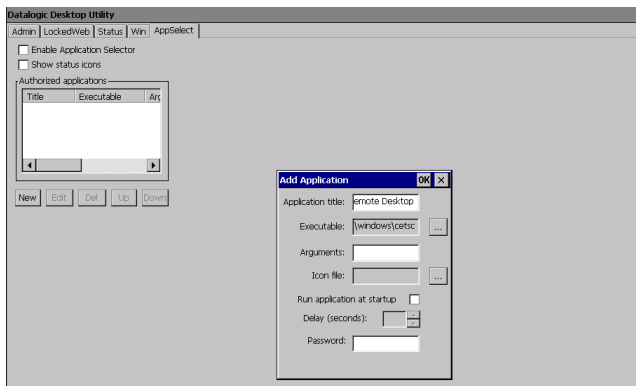 Datalogic Desktop Utility
Admin LockedWeb Status Win AppSelect
Enable Application Selector
Show status icons
Authorized applications
Title Executable Arg
New Edit Del Up Down
Add Application OK ×
Application title: emote Desktop
Executable: \windows\cetsc ...
Arguments:
Icon file: ...
Run application at startup
Delay (seconds):
Password: